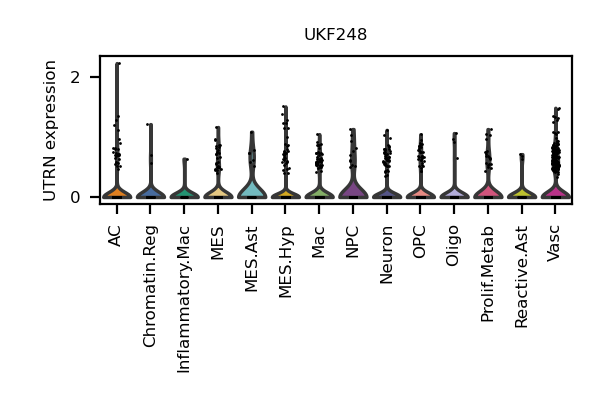 UKF248
UTRN expression
2
0
AC
Chromatin.Reg
Inflammatory.Mac
MES
MES.Ast
MES.Hyp
Mac
NPC
Neuron
OPC
Oligo
Prolif.Metab
Reactive.Ast
Vasc